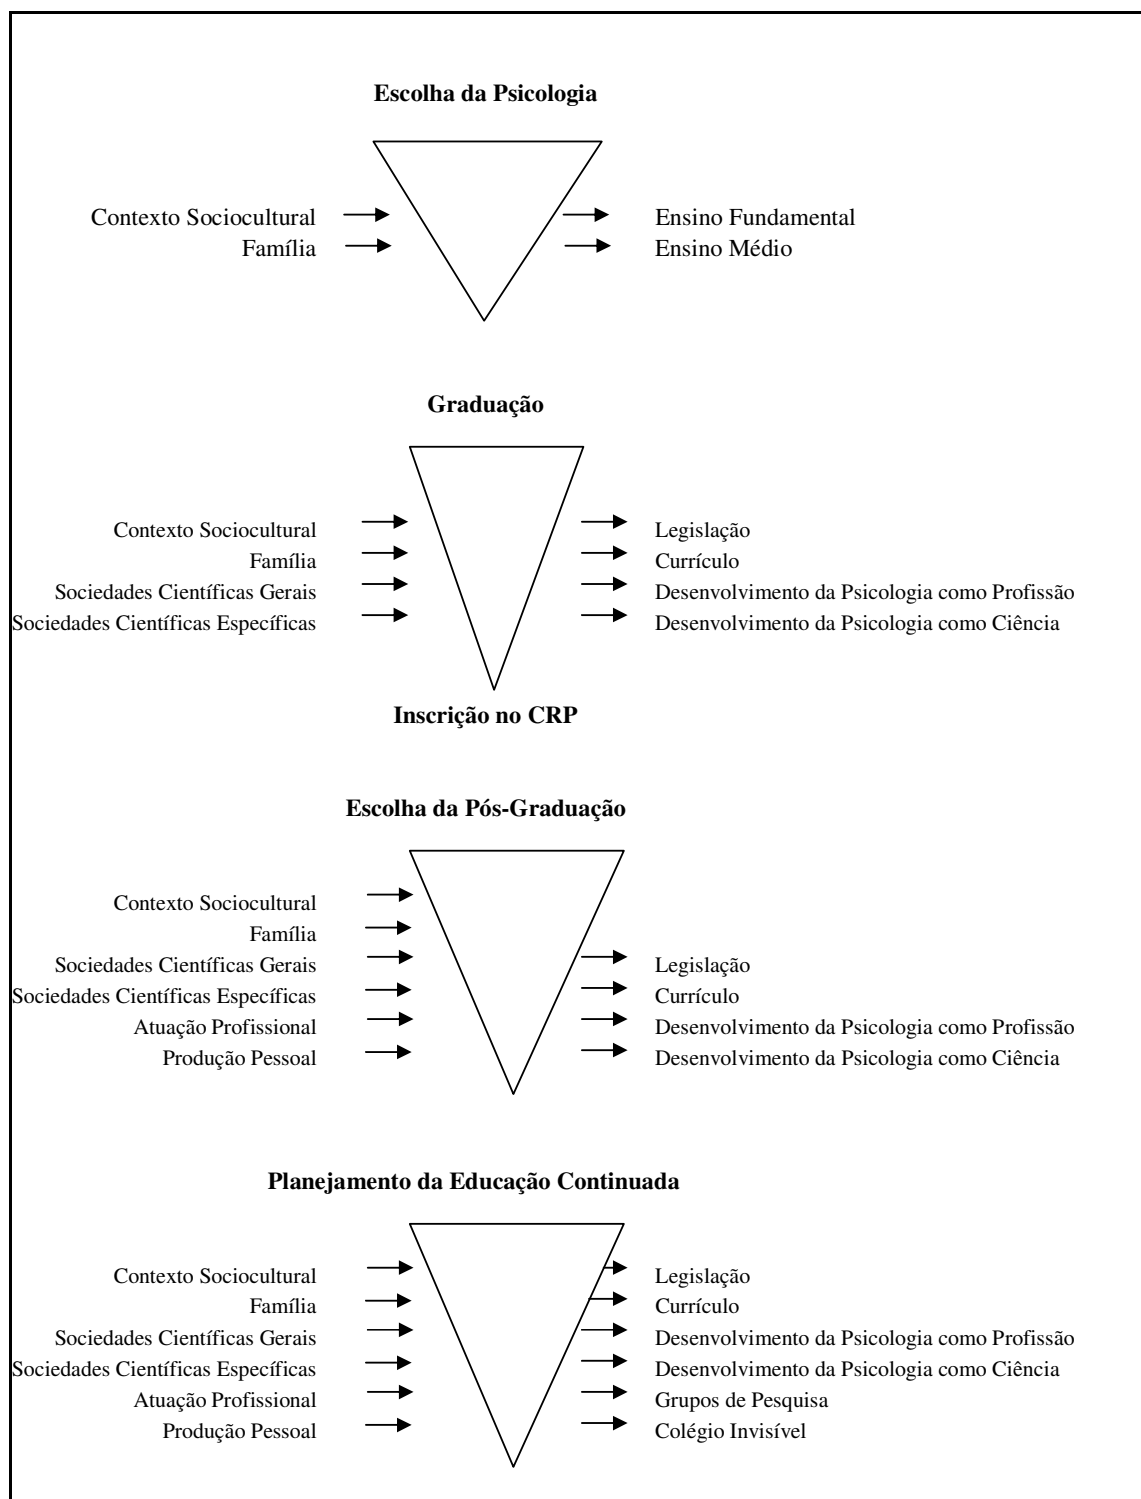 Escolha da Psicologia
Contexto Sociocultural
Família
Ensino Fundamental
Ensino Médio
Graduação
Contexto Sociocultural
Família
Sociedades Científicas Gerais
Sociedades Científicas Específicas
Legislação
Currículo
Desenvolvimento da Psicologia como Profissão
Desenvolvimento da Psicologia como Ciência
Inscrição no CRP
Escolha da Pós-Graduação
Contexto Sociocultural
Família
Sociedades Científicas Gerais
Sociedades Científicas Específicas
Atuação Profissional
Produção Pessoal
Legislação
Currículo
Desenvolvimento da Psicologia como Profissão
Desenvolvimento da Psicologia como Ciência
Planejamento da Educação Continuada
Contexto Sociocultural
Família
Sociedades Científicas Gerais
Sociedades Científicas Específicas
Atuação Profissional
Produção Pessoal
Legislação
Currículo
Desenvolvimento da Psicologia como Profissão
Desenvolvimento da Psicologia como Ciência
Grupos de Pesquisa
Colégio Invisível